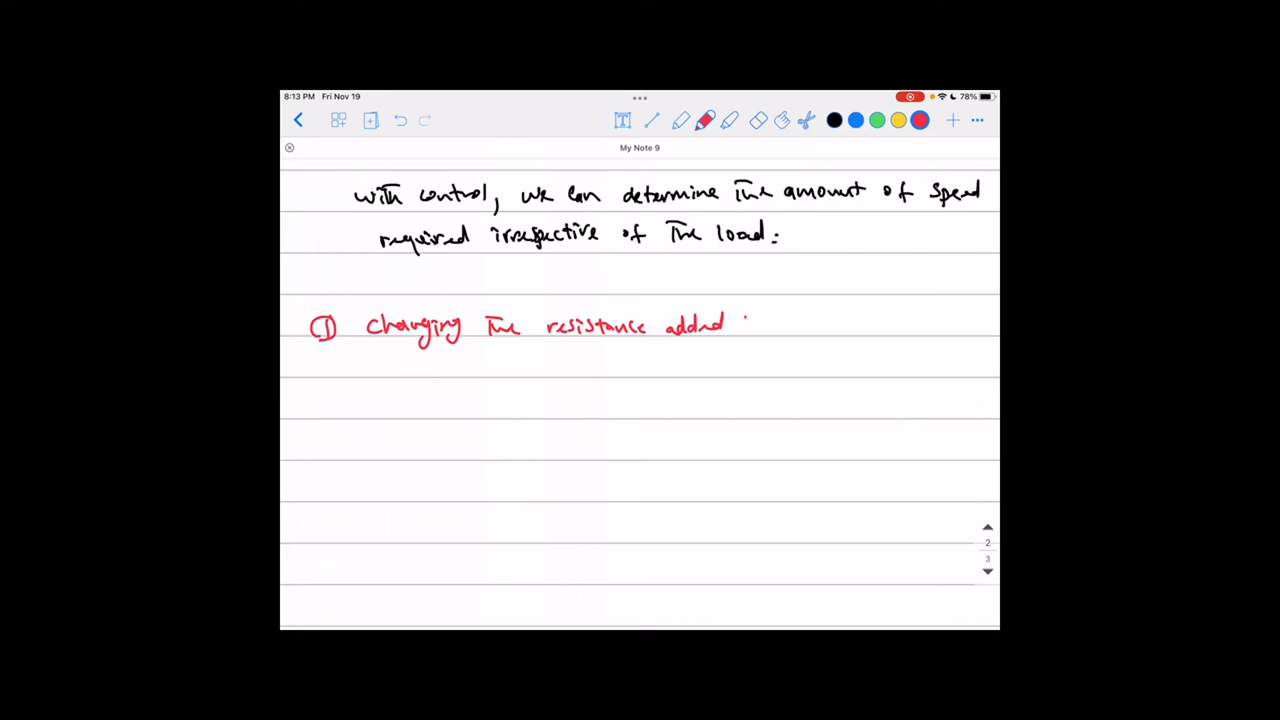 8:13 PM Fri Nov 19
78%
My Note 9
with control, we can determine the amount of speed
required irrespective of the load:
① Changing the resistance added
2
3